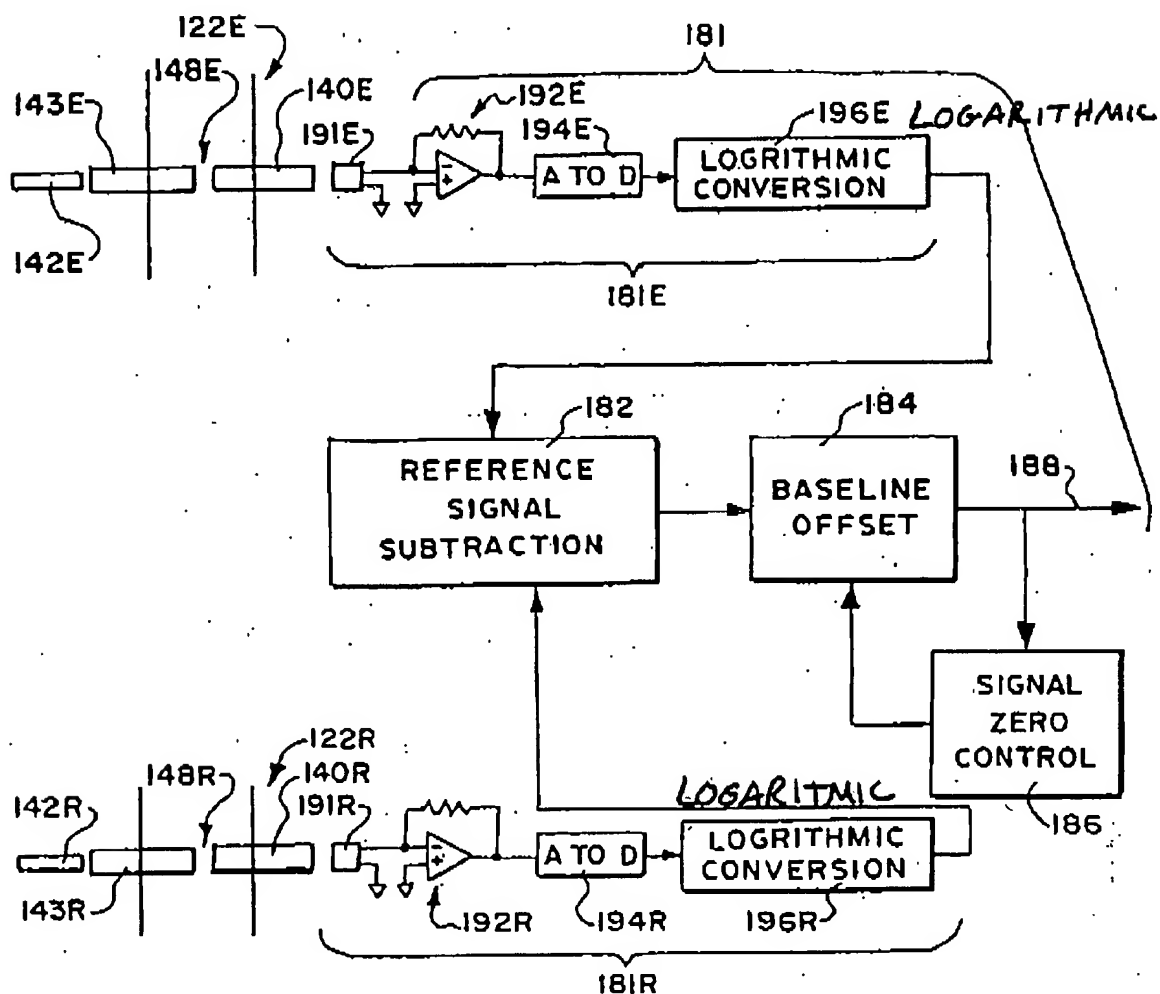 122E
181
148E
143E
140E
192E
191E
194E
196E
LOGARITHMIC
A TO D
LOGRITHMIC
CONVERSION
142E
181E
182
184
188
REFERENCE
SIGNAL
SUBTRACTION
BASELINE
OFFSET
SIGNAL
ZERO
CONTROL
186
122R
148R
140R
142R
191R
LOGARITMIC
A TO D
LOGRITHMIC
CONVERSION
143R
192R
194R
196R
181R